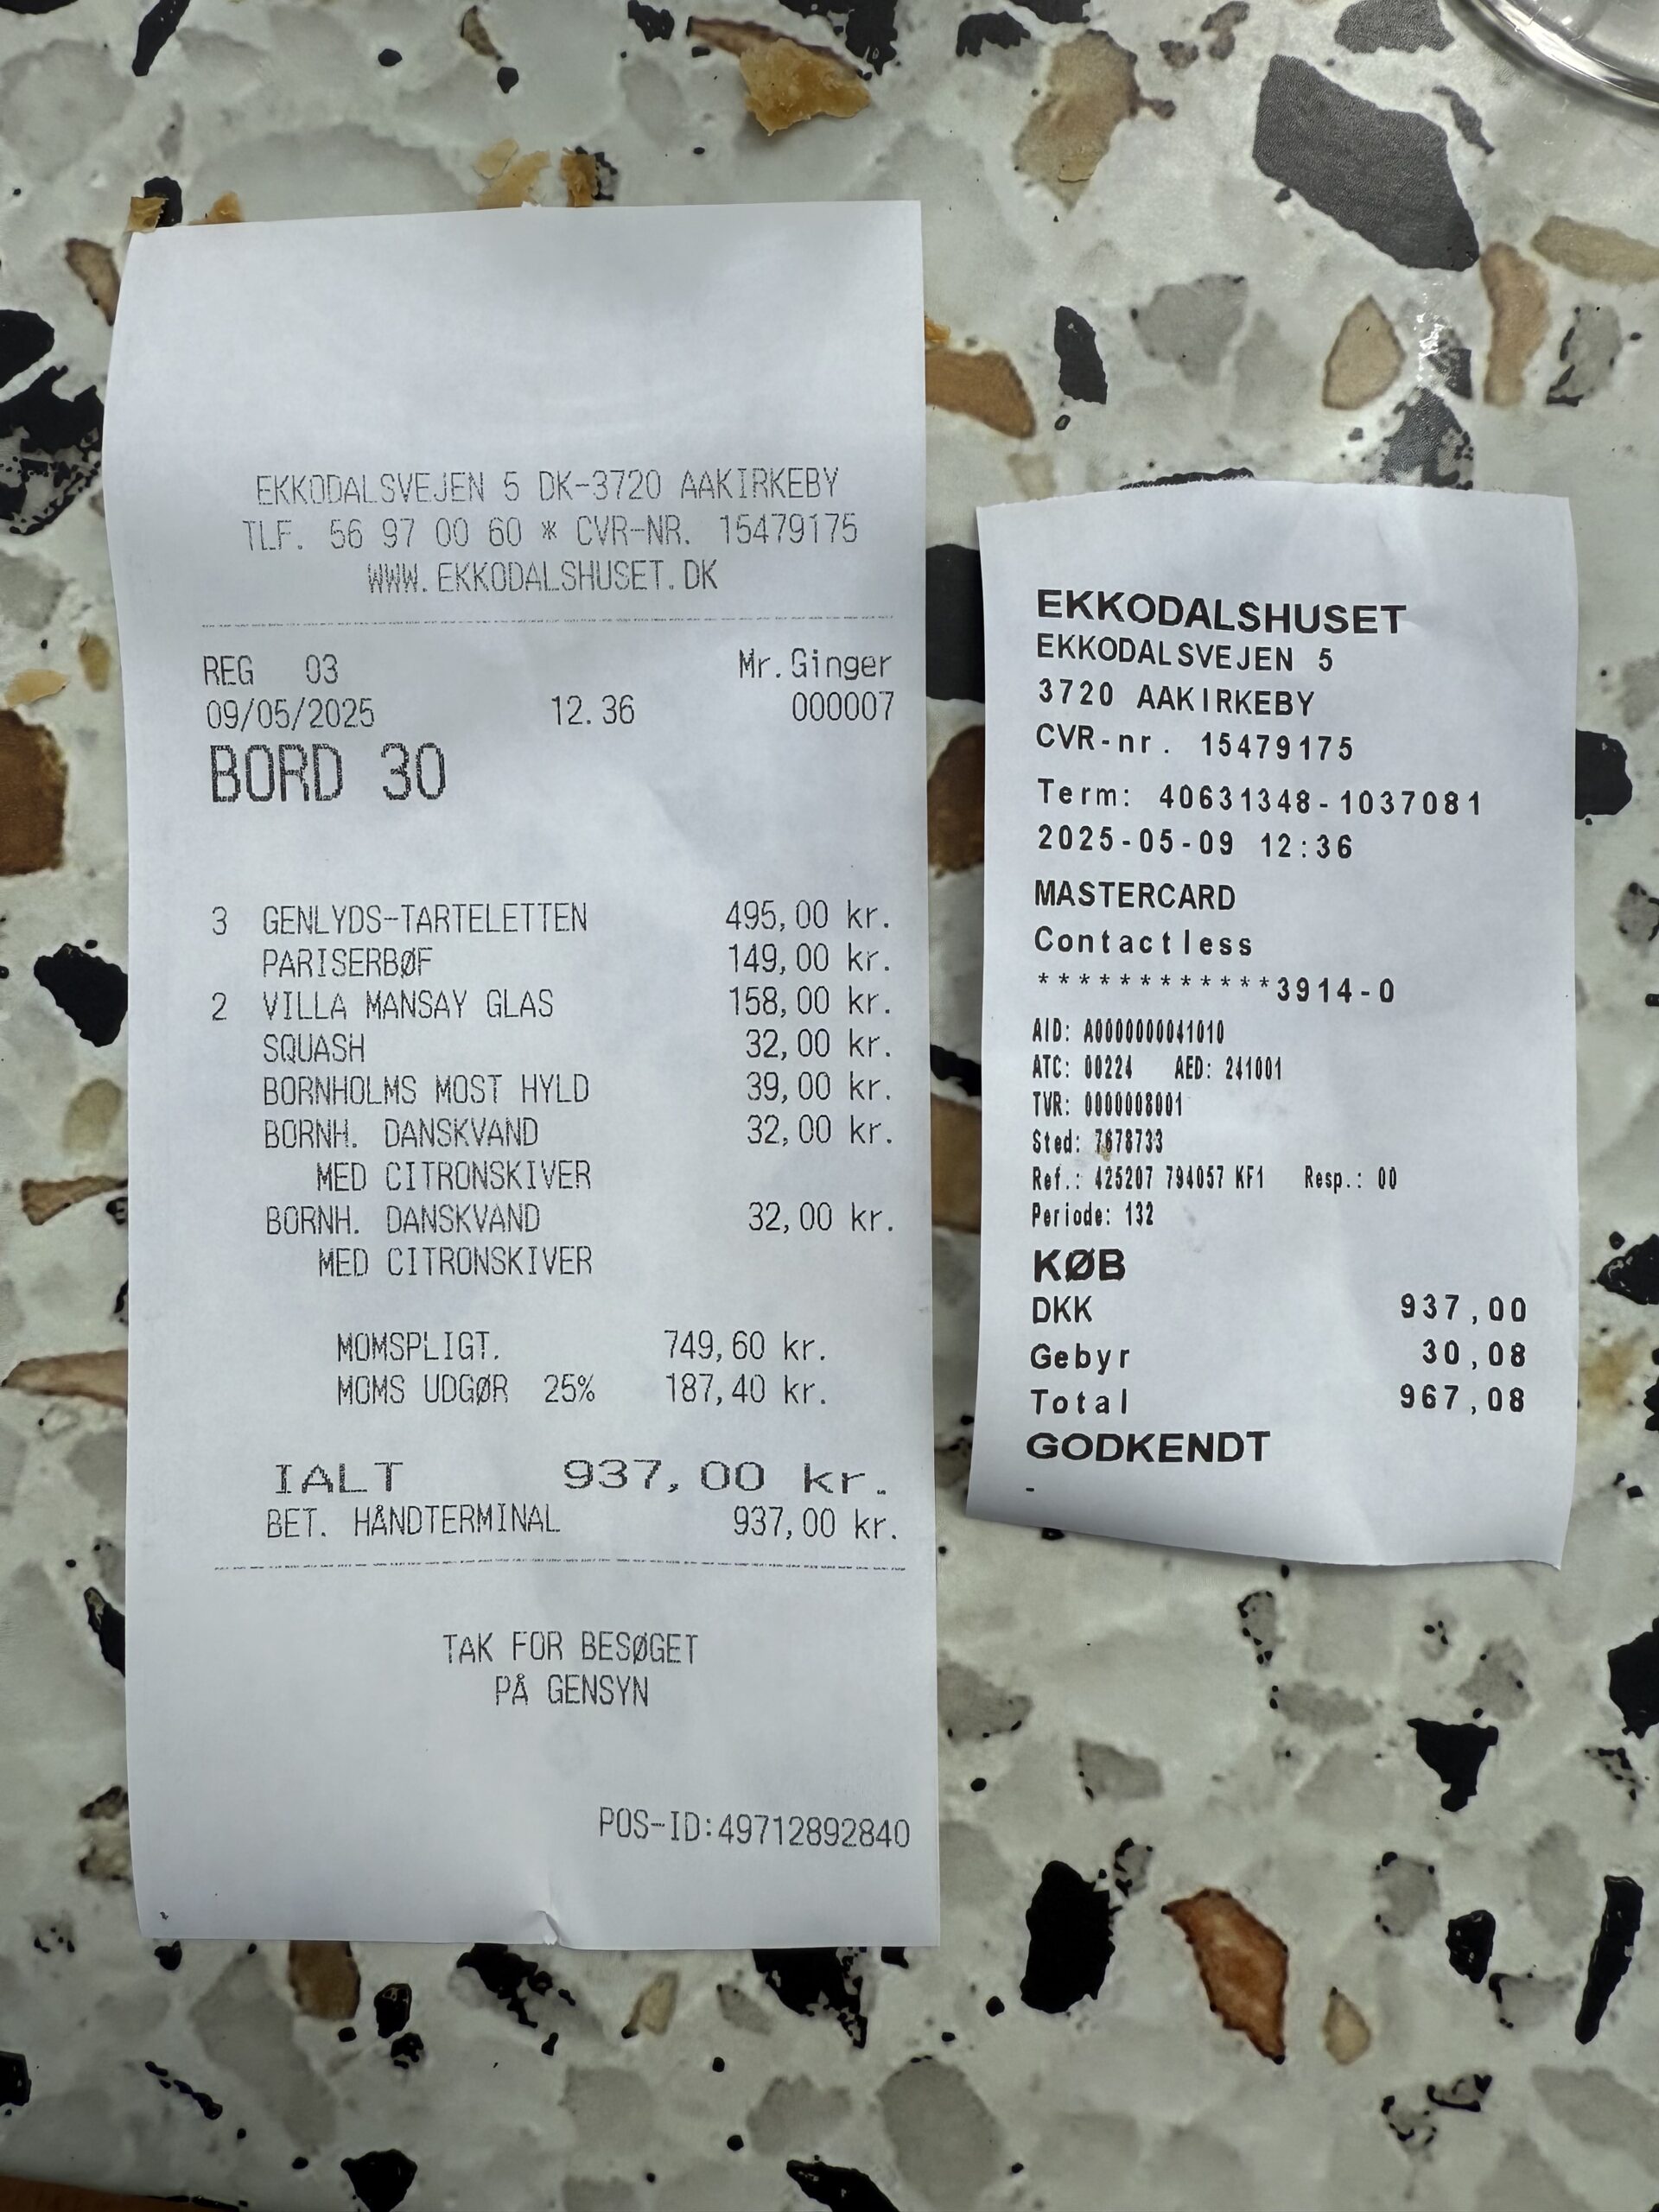 EKKODALSVEJEN 5 DK-3720 AAKIRKEBY
TLF. 56 97 00 60 * CVR-NR. 15479175
WWW.EKKODALSHUSET.DK
REG 03 Mr.Ginger
09/05/2025 12.36 000007
BORD 30
3 GENLYDS-TARTELETTEN 495,00 kr.
PARISERBØF 149,00 kr.
2 VILLA MANSAY GLAS 158,00 kr.
SQUASH 32,00 kr.
BORNHOLMS MOST HYLD 39,00 kr.
BORNH. DANSKVAND 32,00 kr.
MED CITRONSKIVER
BORNH. DANSKVAND 32,00 kr.
MED CITRONSKIVER
MOMSPLIGT. 749,60 kr.
MOMS UDGØR 25% 187,40 kr.
IALT 937,00 kr.
BET. HÅNDTERMINAL 937,00 kr.
TAK FOR BESØGET
PÅ GENSYN
POS-ID:49712892840
EKKODALSHUSET
EKKODALSVEJEN 5
3720 AAKIRKEBY
CVR-nr. 15479175
Term: 40631348-1037081
2025-05-09 12:36
MASTERCARD
Contactless
************3914-0
AID: A0000000041010
ATC: 00224 AED: 241001
TVR: 0000008001
Sted: 7678733
Ref.: 425207 794057 KF1 Resp.: 00
Periode: 132
KØB
DKK 937,00
Gebyr 30,08
Total 967,08
GODKENDT
-